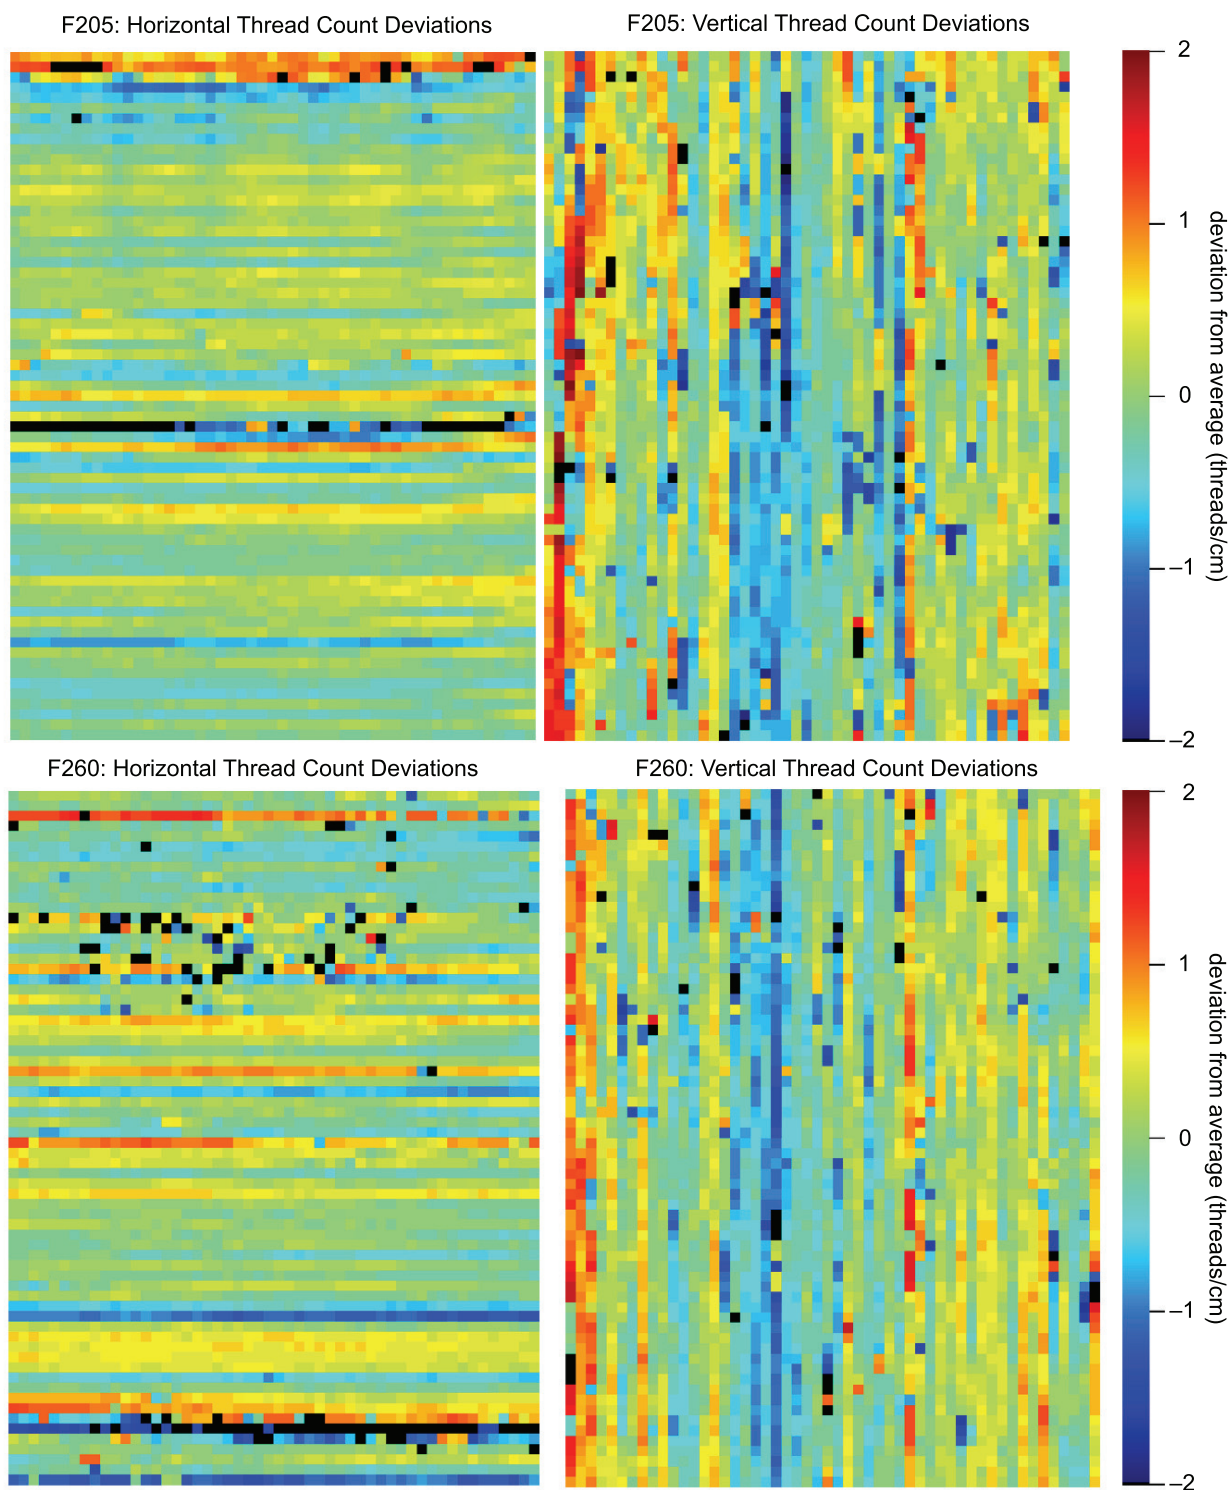 F205: Horizontal Thread Count Deviations
F205: Vertical Thread Count Deviations
2
1
0
–1
–2
deviation from average (threads/cm)
F260: Horizontal Thread Count Deviations
F260: Vertical Thread Count Deviations
2
1
0
–1
–2
deviation from average (threads/cm)